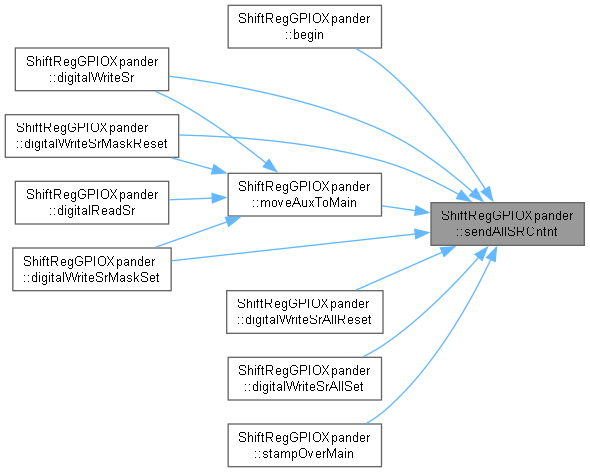 ShiftRegGPIOXpander
::begin
ShiftRegGPIOXpander
::digitalWriteSr
ShiftRegGPIOXpander
::digitalWriteSrMaskReset
ShiftRegGPIOXpander
::moveAuxToMain
ShiftRegGPIOXpander
::digitalReadSr
ShiftRegGPIOXpander
::sendAllSRCntnt
ShiftRegGPIOXpander
::digitalWriteSrMaskSet
ShiftRegGPIOXpander
::digitalWriteSrAllReset
ShiftRegGPIOXpander
::digitalWriteSrAllSet
ShiftRegGPIOXpander
::stampOverMain